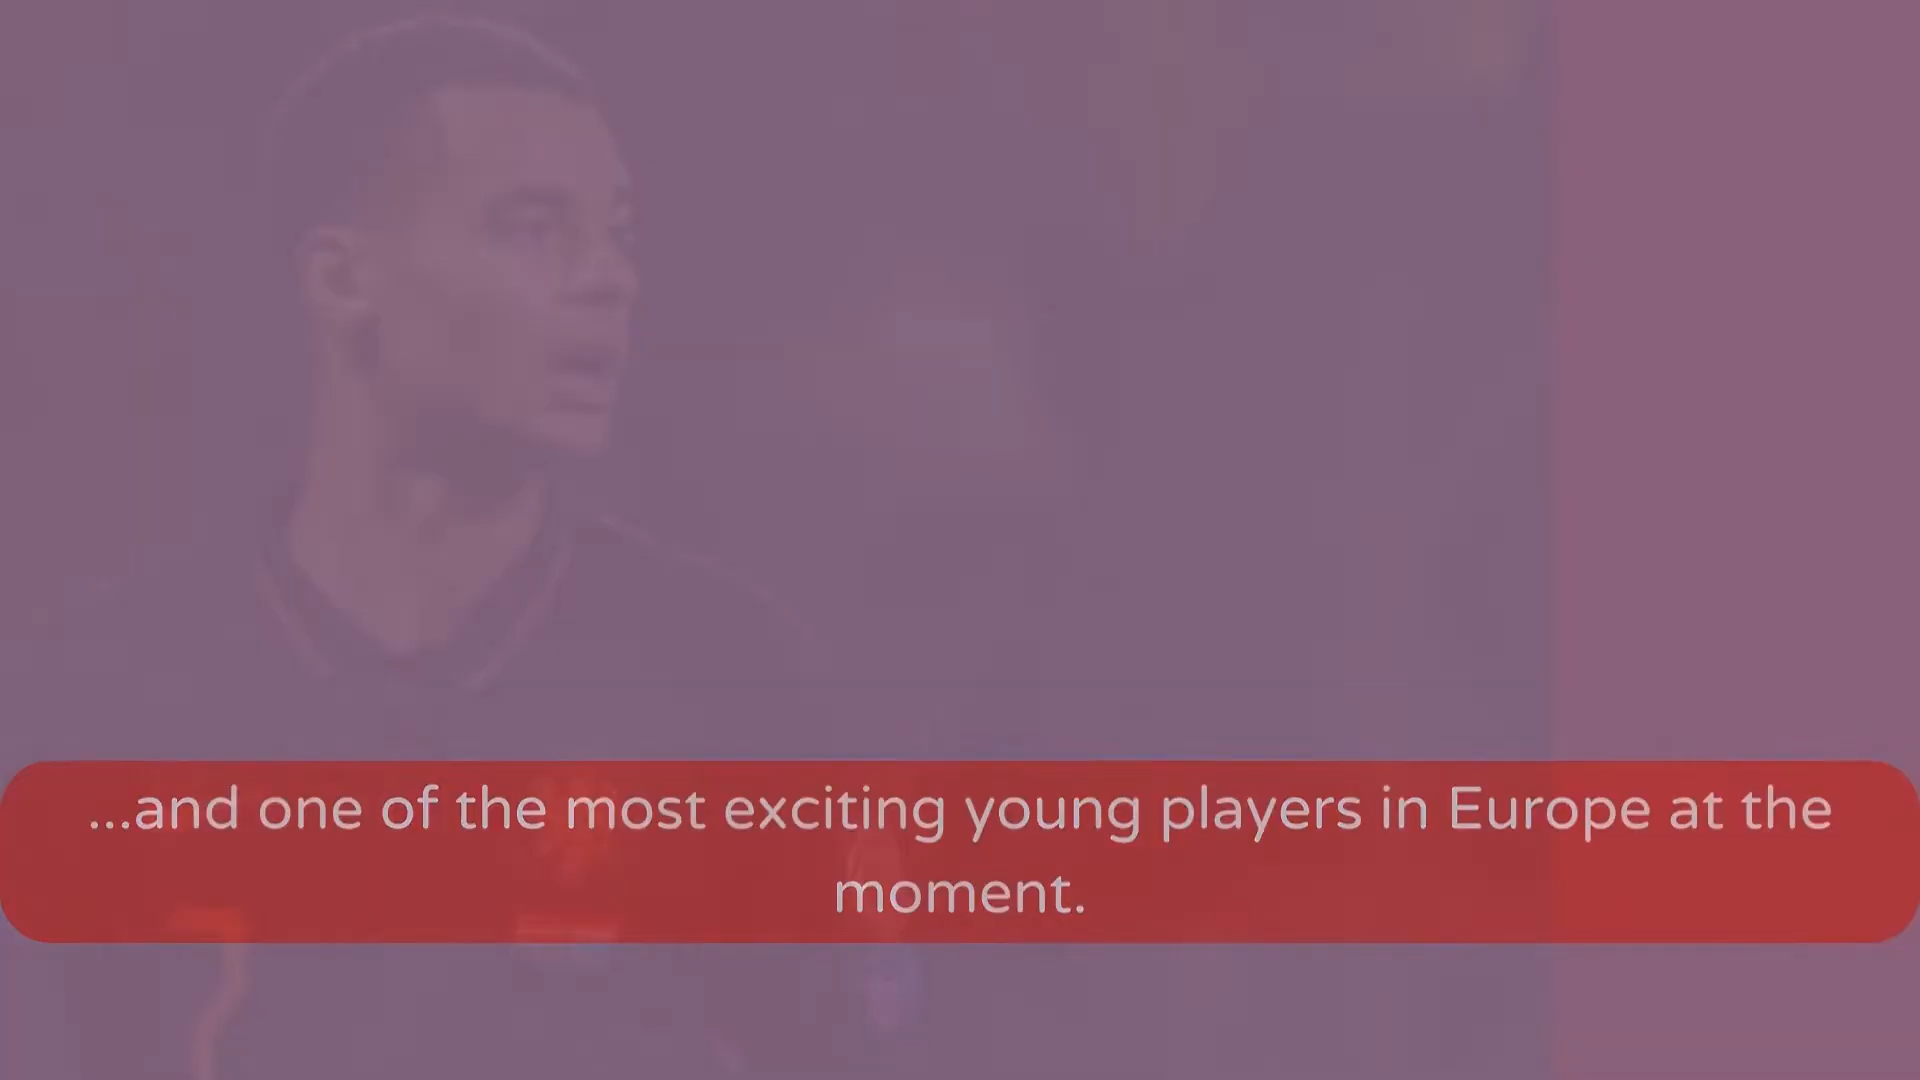 ...and one of the most exciting young players in Europe at the
moment.